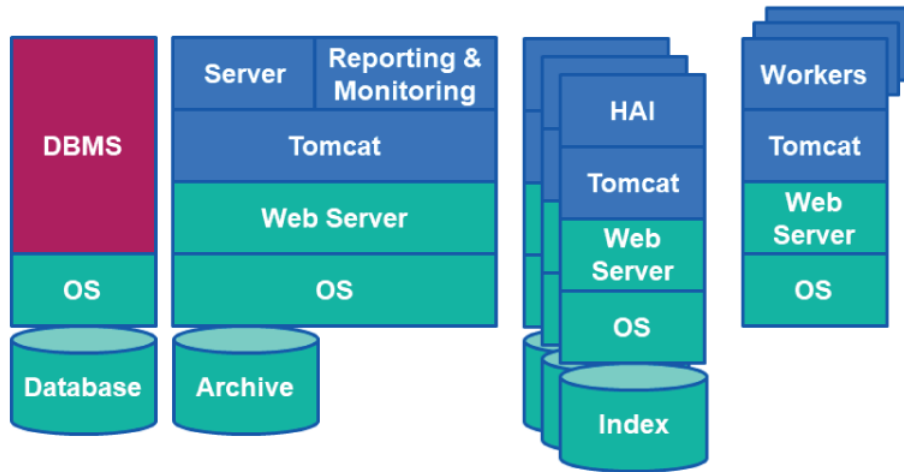 DBMS
OS
Database
Server
Reporting &
Monitoring
Tomcat
Web Server
OS
Archive
HAI
Tomcat
Web
Server
OS
Index
Workers
Tomcat
Web
Server
OS